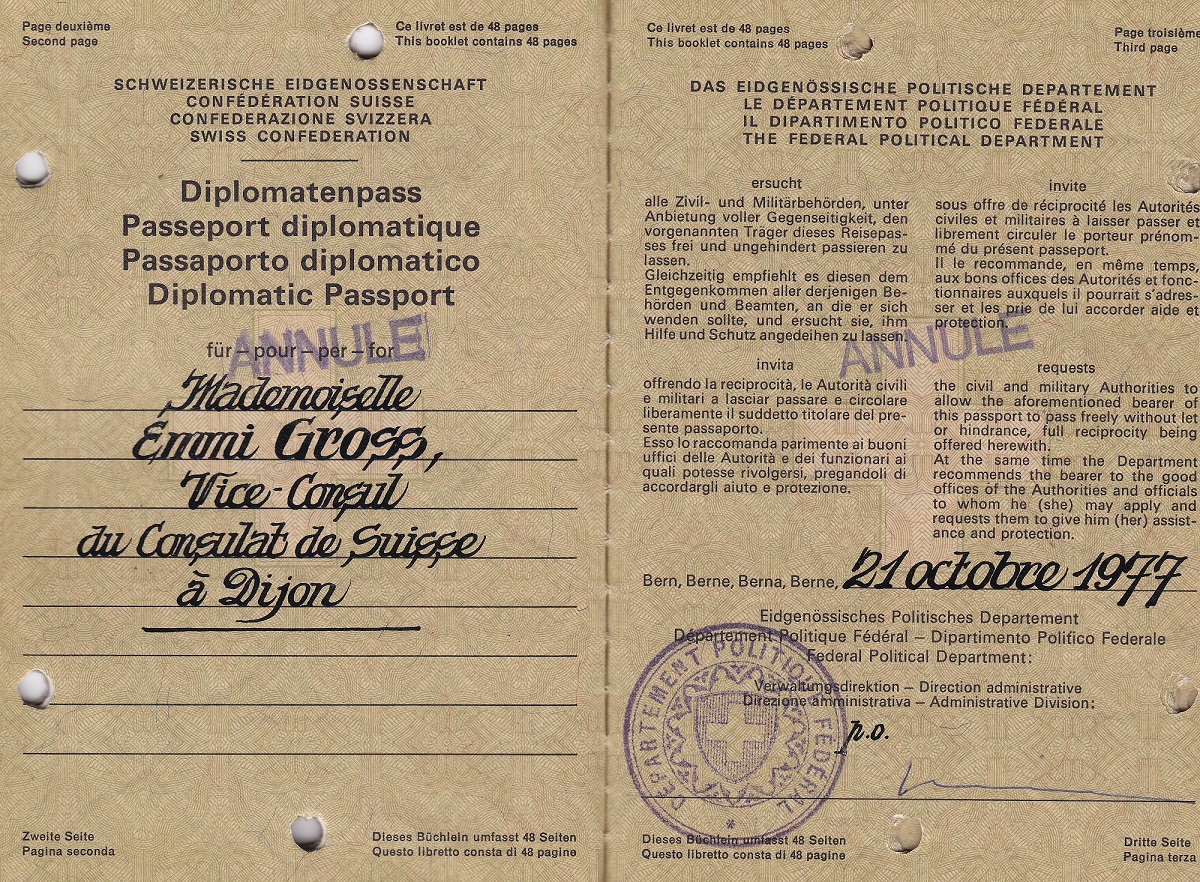 Page deuxième
Second page
Ce livret est de 48 pages
This booklet contains 48 pages
SCHWEIZERISCHE EIDGENOSSENSCHAFT
CONFÉDÉRATION SUISSE
CONFEDERAZIONE SVIZZERA
SWISS CONFEDERATION
Diplomatenpass
Passeport diplomatique
Passaporto diplomatico
Diplomatic Passport
ANNULE
für – pour – per – for
Mademoiselle
Emmi Gross,
Vice-Consul
du Consulat de Suisse
à Dijon
Zweite Seite
Pagina seconda
Dieses Büchlein umfasst 48 Seiten
Questo libretto consta di 48 pagine
Ce livret est de 48 pages
This booklet contains 48 pages
Page troisième
Third page
DAS EIDGENÖSSISCHE POLITISCHE DEPARTEMENT
LE DÉPARTEMENT POLITIQUE FÉDÉRAL
IL DIPARTIMENTO POLITICO FEDERALE
THE FEDERAL POLITICAL DEPARTMENT
ersucht
alle Zivil- und Militärbehörden, unter
Anbietung voller Gegenseitigkeit, den
vorgenannten Träger dieses Reisepas-
ses frei und ungehindert passieren zu
lassen.
Gleichzeitig empfiehlt es diesen dem
Entgegenkommen aller derjenigen Be-
hörden und Beamten, an die er sich
wenden sollte, und ersucht sie, ihm
Hilfe und Schutz angedeihen zu lassen.
invite
sous offre de réciprocité les Autorités
civiles et militaires à laisser passer et
librement circuler le porteur prénom-
mé du présent passeport.
Il le recommande, en même temps,
aux bons offices des Autorités et fonc-
tionnaires auxquels il pourrait s'adres-
ser et les prie de lui accorder aide et
protection.
ANNULE
invita
offrendo la reciprocità, le Autorità civili
e militari a lasciar passare e circolare
liberamente il suddetto titolare del pre-
sente passaporto.
Esso lo raccomanda parimente ai buoni
uffici delle Autorità e dei funzionari ai
quali potesse rivolgersi, pregandoli di
accordargli aiuto e protezione.
requests
the civil and military Authorities to
allow the aforementioned bearer of
this passport to pass freely without let
or hindrance, full reciprocity being
offered herewith.
At the same time the Department
recommends the bearer to the good
offices of the Authorities and officials
to whom he (she) may apply and
requests them to give him (her) assist-
ance and protection.
Bern, Berne, Berna, Berne, 21 octobre 1977
Eidgenössisches Politisches Departement
Département Politique Fédéral – Dipartimento Politico Federale
Federal Political Department:
Verwaltungsdirektion – Direction administrative
Direzione amministrativa – Administrative Division:
p.o.
DEPARTEMENT POLITIQUE FÉDÉRAL *
Dieses Büchlein umfasst 48 Seiten
Questo libretto consta di 48 pagine
Dritte Seite
Pagina terza